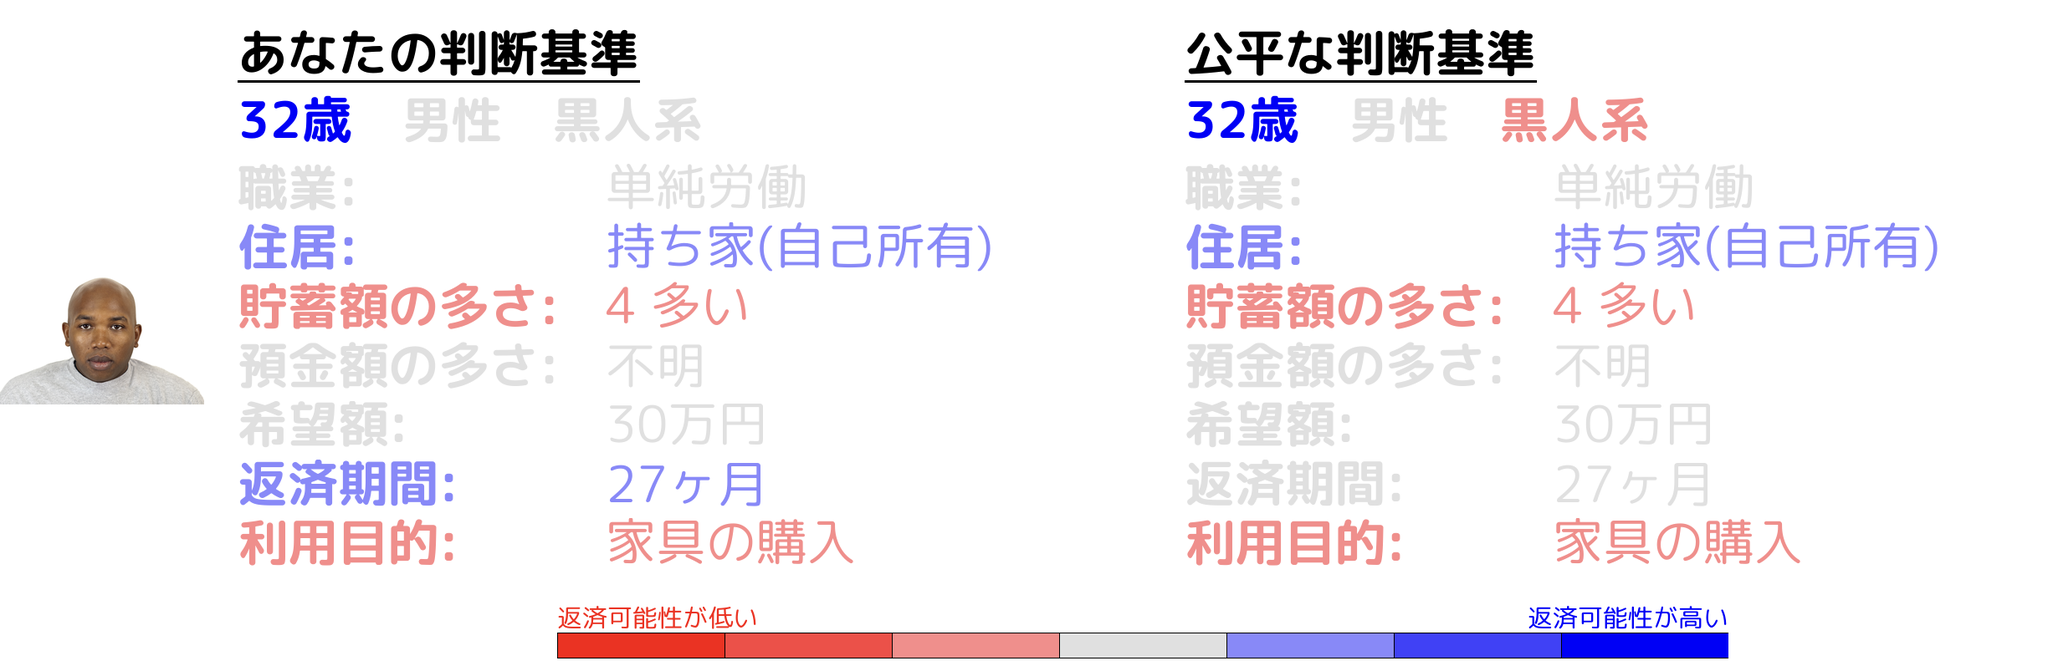 あなたの判断基準
32歳 男性 黒人系
職業: 単純労働
住居: 持ち家(自己所有)
貯蓄額の多さ: 4 多い
預金額の多さ: 不明
希望額: 30万円
返済期間: 27ヶ月
利用目的: 家具の購入
公平な判断基準
32歳 男性 黒人系
職業: 単純労働
住居: 持ち家(自己所有)
貯蓄額の多さ: 4 多い
預金額の多さ: 不明
希望額: 30万円
返済期間: 27ヶ月
利用目的: 家具の購入
返済可能性が低い
返済可能性が高い